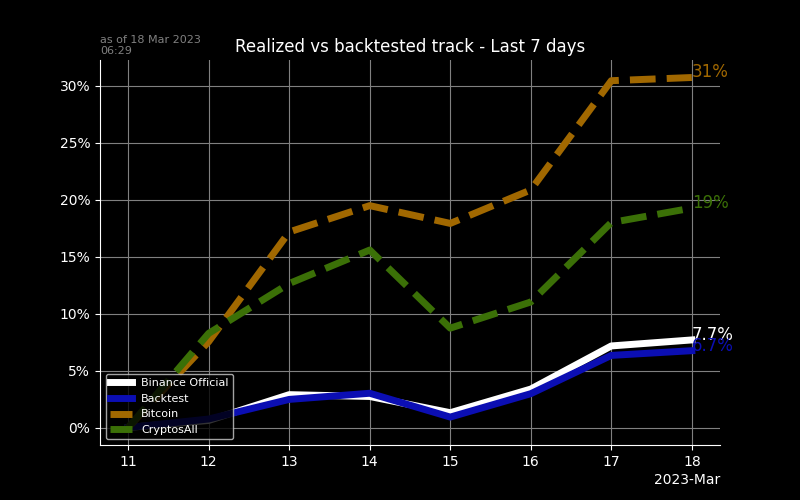 as of 18 Mar 2023
06:29
Realized vs backtested track - Last 7 days
30%
25%
20%
15%
10%
5%
0%
31%
19%
7.7%
6.7%
Binance Official
Backtest
Bitcoin
CryptosAll
11 12 13 14 15 16 17 18
2023-Mar